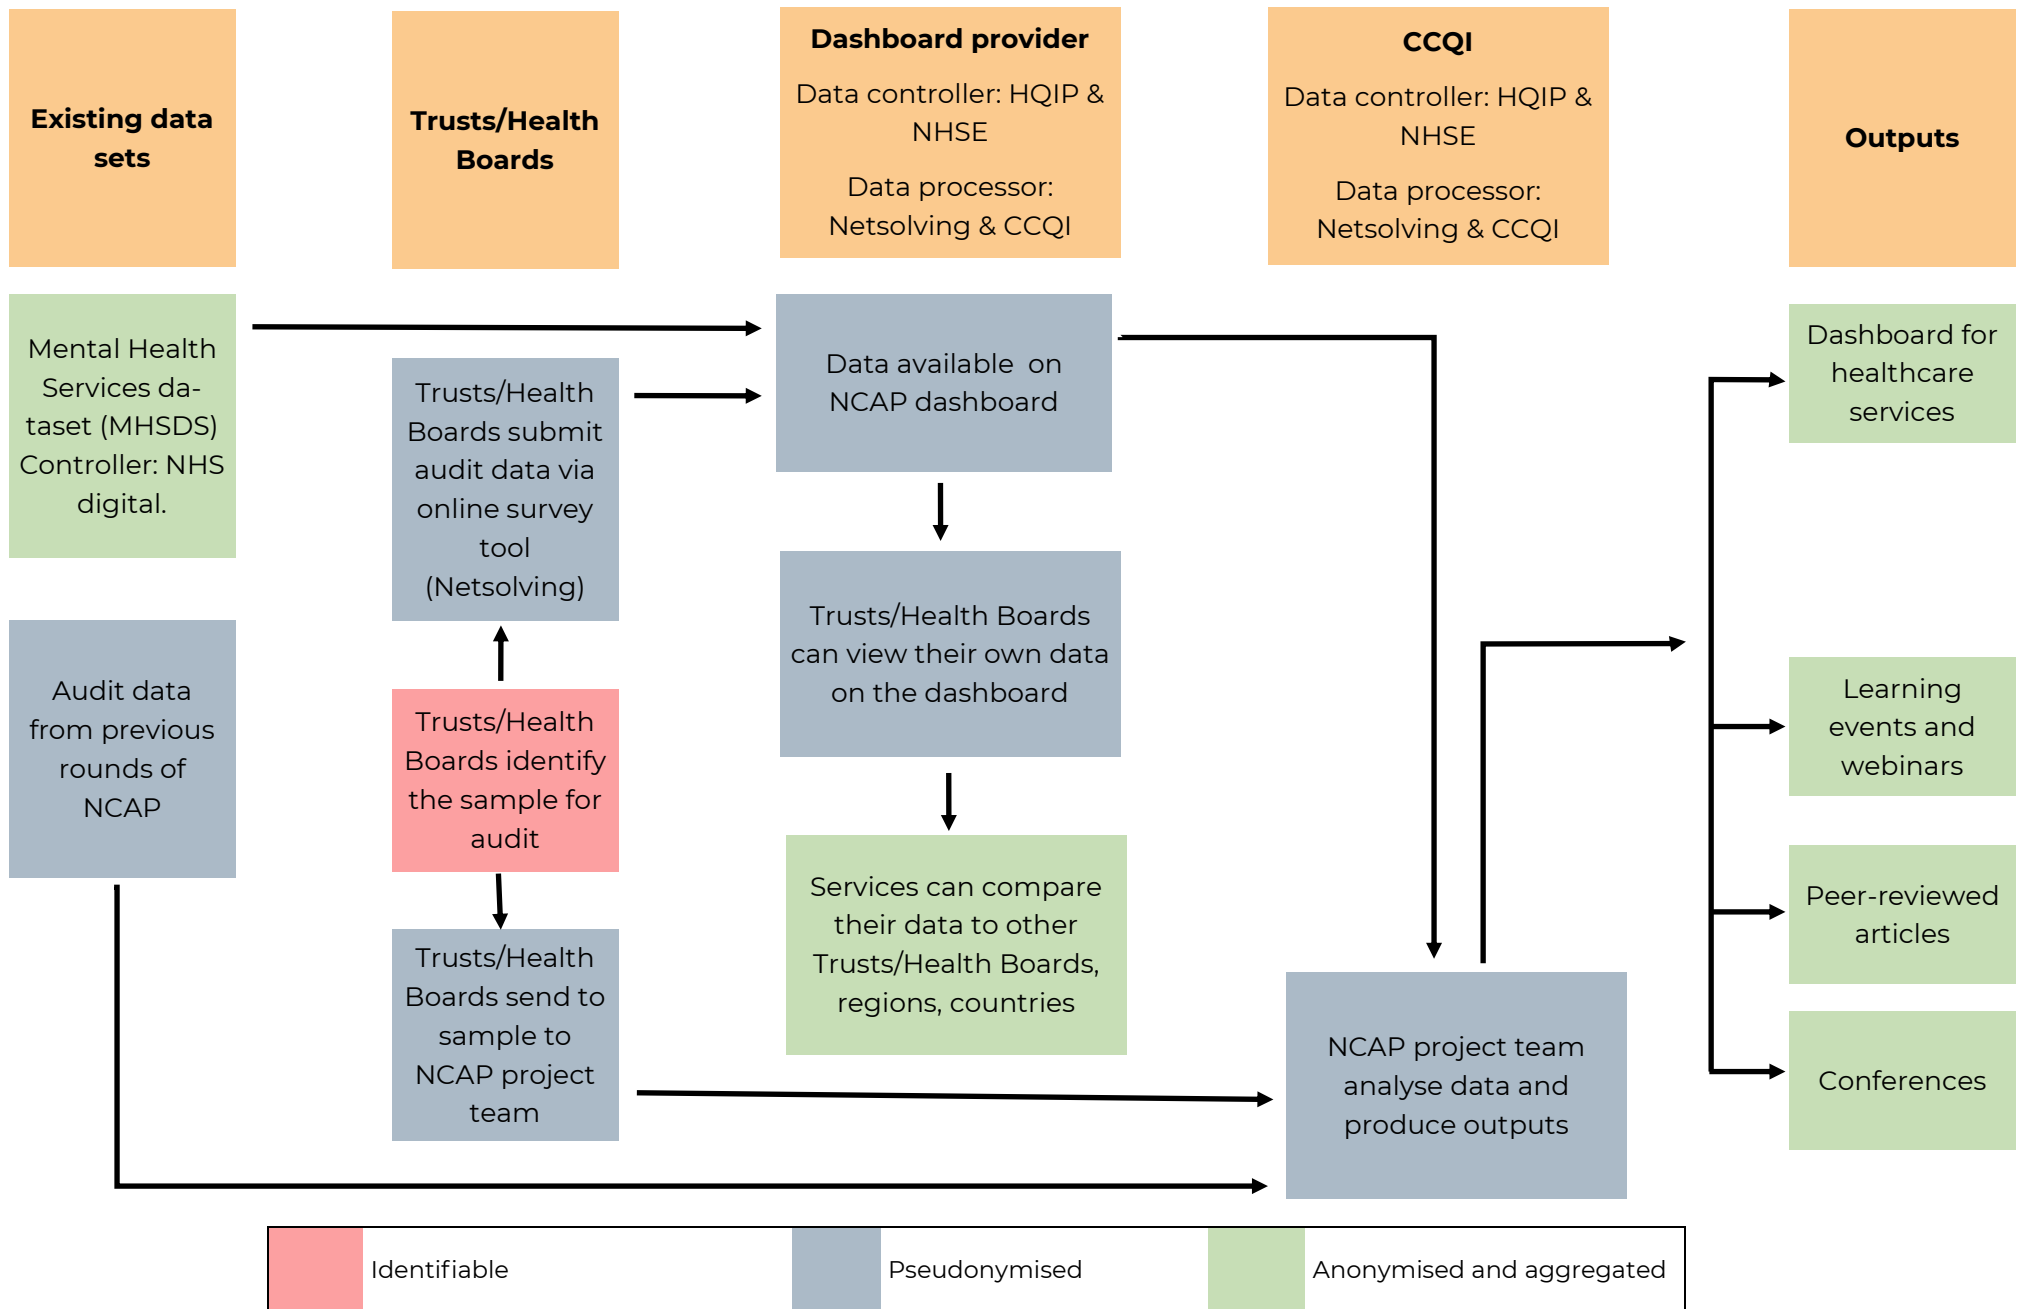 Existing data
sets
Trusts/Health
Boards
Dashboard provider
Data controller: HQIP &
NHSE
Data processor:
Netsolving & CCQI
CCQI
Data controller: HQIP &
NHSE
Data processor:
Netsolving & CCQI
Outputs
Mental Health
Services da-
taset (MHSDS)
Controller: NHS
digital.
Audit data
from previous
rounds of
NCAP
Trusts/Health
Boards submit
audit data via
online survey
tool
(Netsolving)
Trusts/Health
Boards identify
the sample for
audit
Trusts/Health
Boards send to
sample to
NCAP project
team
Data available on
NCAP dashboard
Trusts/Health Boards
can view their own data
on the dashboard
Services can compare
their data to other
Trusts/Health Boards,
regions, countries
NCAP project team
analyse data and
produce outputs
Dashboard for
healthcare
services
Learning
events and
webinars
Peer-reviewed
articles
Conferences
Identifiable
Pseudonymised
Anonymised and aggregated